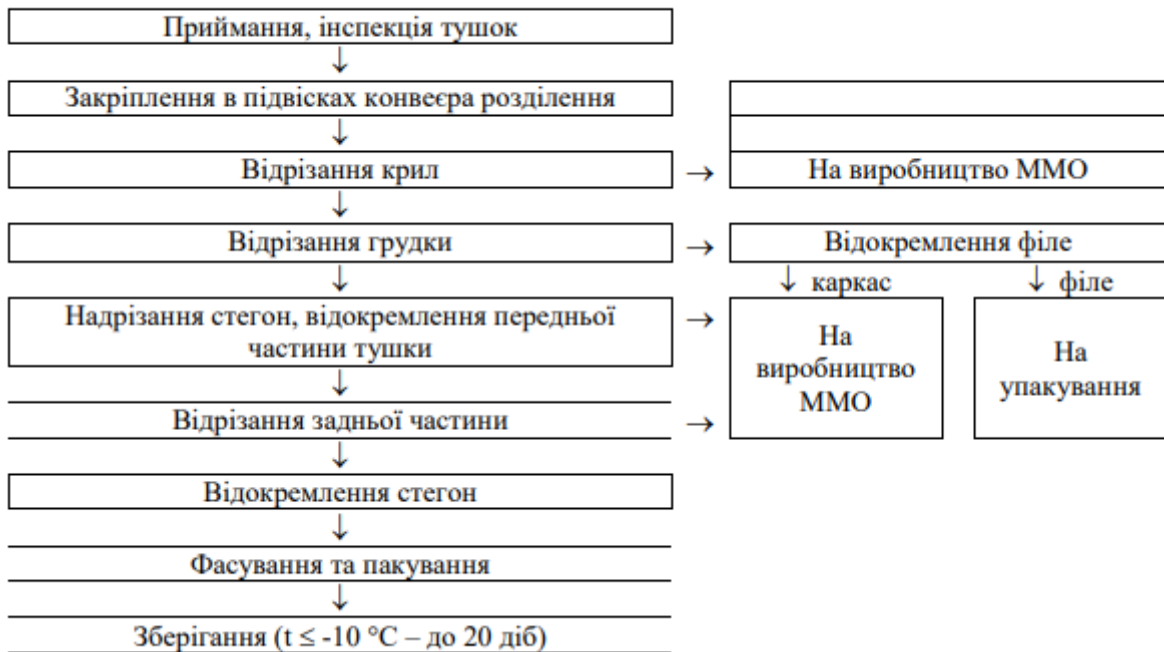 Приймання, інспекція тушок
↓
Закріплення в підвісках конвеєра розділення
↓
Відрізання крил → На виробництво ММО
↓
Відрізання грудки → Відокремлення філе
↓ ↓ каркас ↓ філе
Надрізання стегон, відокремлення передньої →
частини тушки
На
виробництво
ММО
На
упакування
↓
Відрізання задньої частини →
↓
Відокремлення стегон
↓
Фасування та пакування
↓
Зберігання (t ≤ -10 °C – до 20 діб)